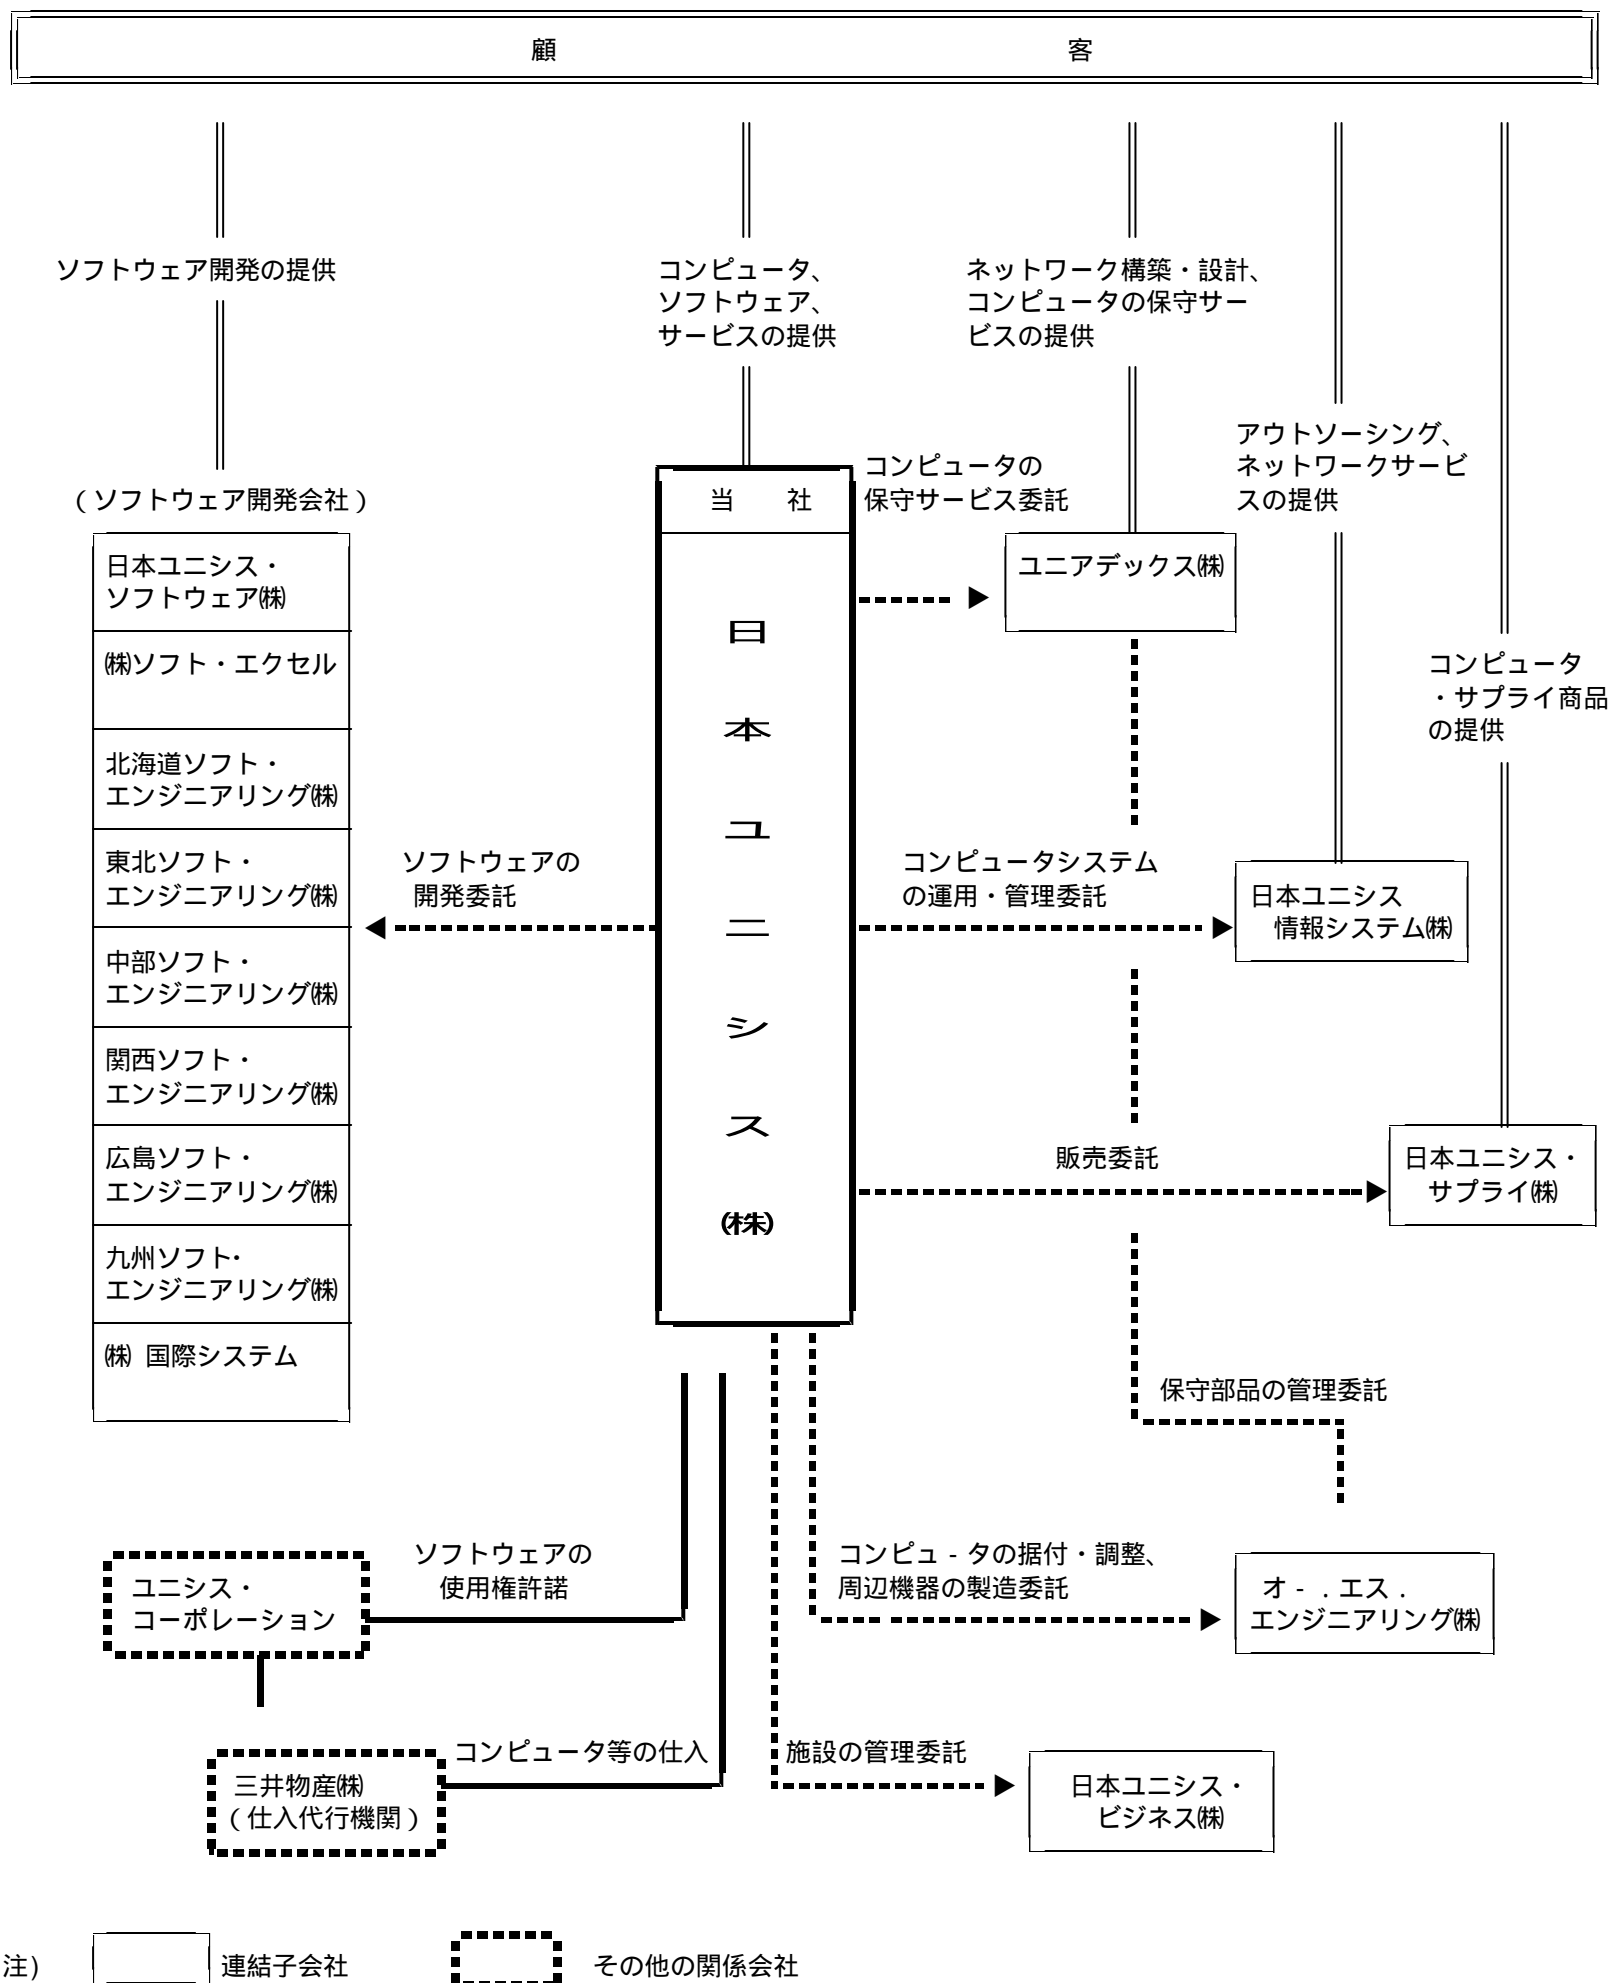 顧 客
ソフトウェア開発の提供
コンピュータ、
ソフトウェア、
サービスの提供
ネットワーク構築・設計、
コンピュータの保守サー
ビスの提供
アウトソーシング、
ネットワークサービ
スの提供
コンピュータ
・サプライ商品
の提供
(ソフトウェア開発会社)
日本ユニシス・
ソフトウェア㈱
㈱ソフト・エクセル
北海道ソフト・
エンジニアリング㈱
東北ソフト・
エンジニアリング㈱
中部ソフト・
エンジニアリング㈱
関西ソフト・
エンジニアリング㈱
広島ソフト・
エンジニアリング㈱
九州ソフト・
エンジニアリング㈱
㈱ 国際システム
ソフトウェアの
開発委託
当 社
日
本
ユ
ニ
シ
ス
㈱
コンピュータの
保守サービス委託
ユニアデックス㈱
コンピュータシステム
の運用・管理委託
日本ユニシス
情報システム㈱
販売委託
日本ユニシス・
サプライ㈱
保守部品の管理委託
ユニシス・
コーポレーション
ソフトウェアの
使用権許諾
コンピュ-タの据付・調整、
周辺機器の製造委託
オ-.エス.
エンジニアリング㈱
三井物産㈱
(仕入代行機関)
コンピュータ等の仕入
施設の管理委託
日本ユニシス・
ビジネス㈱
注) 連結子会社 その他の関係会社